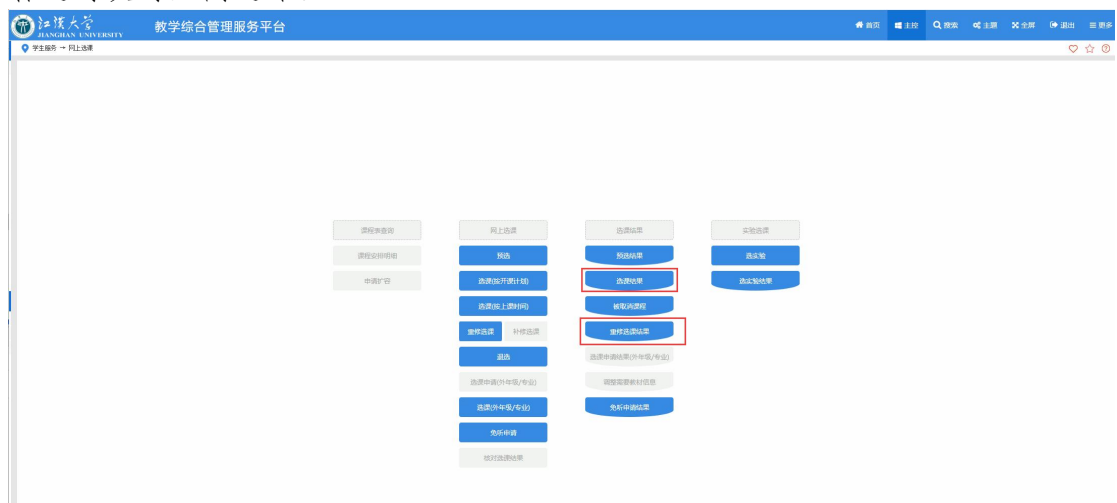 江汉大学
JIANGHAN UNIVERSITY
教学综合管理服务平台
首页 主控 搜索 主题 全屏 退出 更多
学生服务 → 网上选课
课程表查询 网上选课 选课结果 实验选课
课程安排明细 预选 预选结果 选实验
申请扩容 选课(按开课计划) 选课结果 选实验结果
选课(按上课时间) 被取消课程
重修选课 补修选课 重修选课结果
退选 选课申请结果(外年级/专业)
选课申请(外年级/专业) 调整需要教材信息
选课(外年级/专业) 免听申请结果
免听申请
核对选课结果